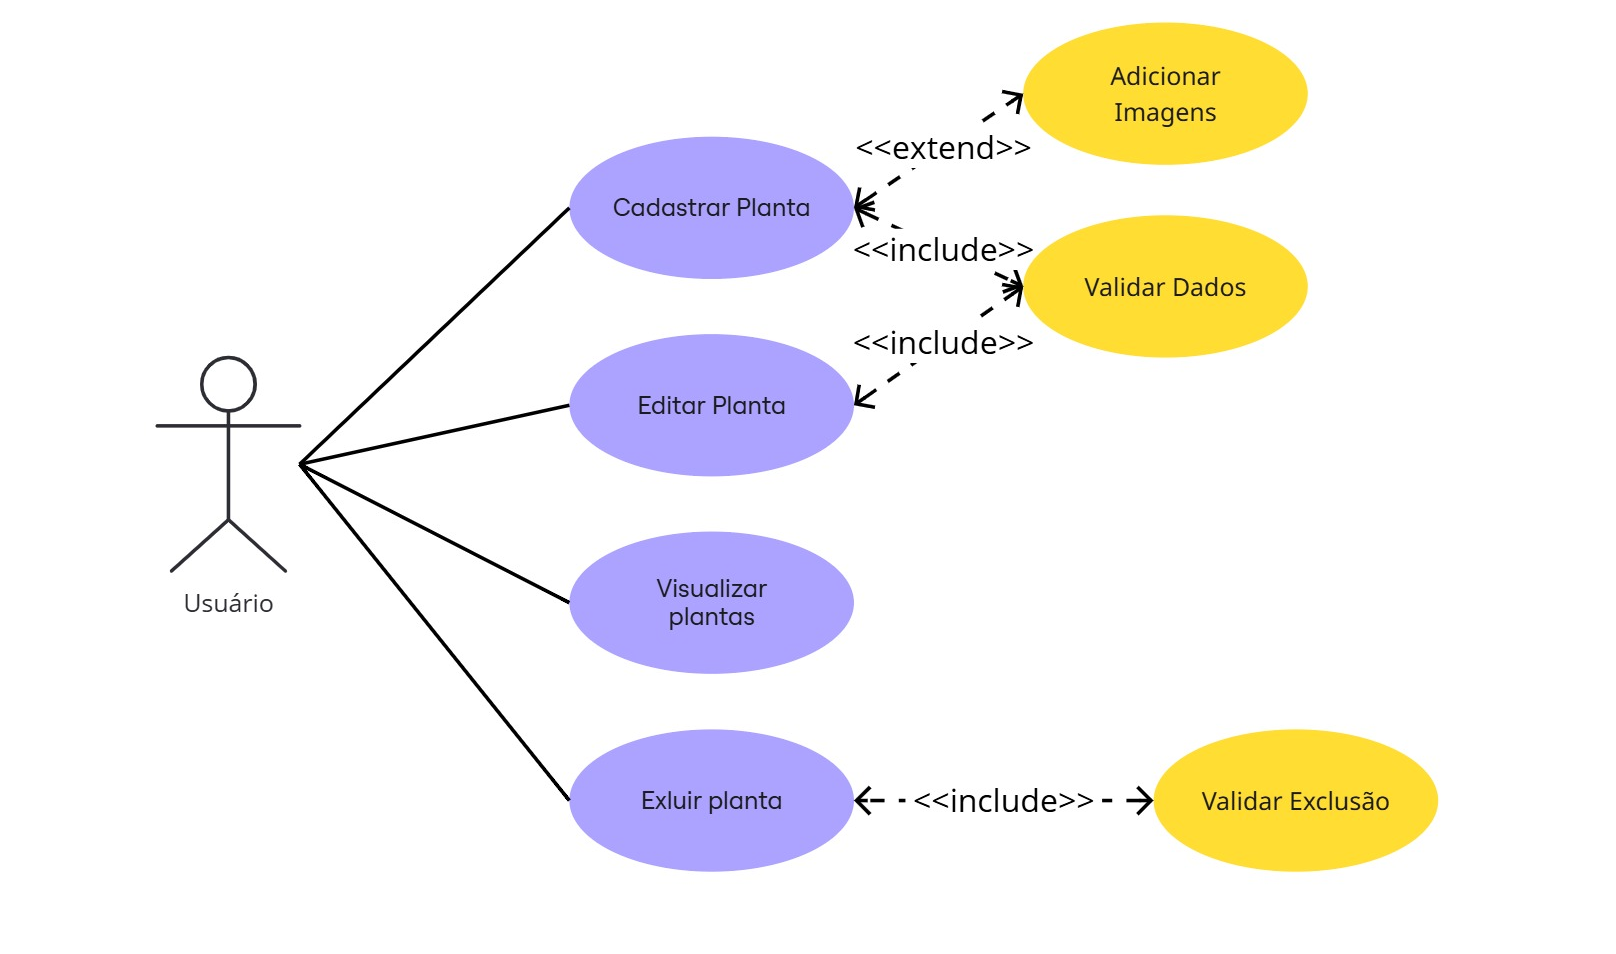 Adicionar
Imagens
<<extend>>
Cadastrar Planta
<<include>>
Validar Dados
<<include>>
Editar Planta
Visualizar
plantas
Usuário
Exluir planta
<<include>>
Validar Exclusão